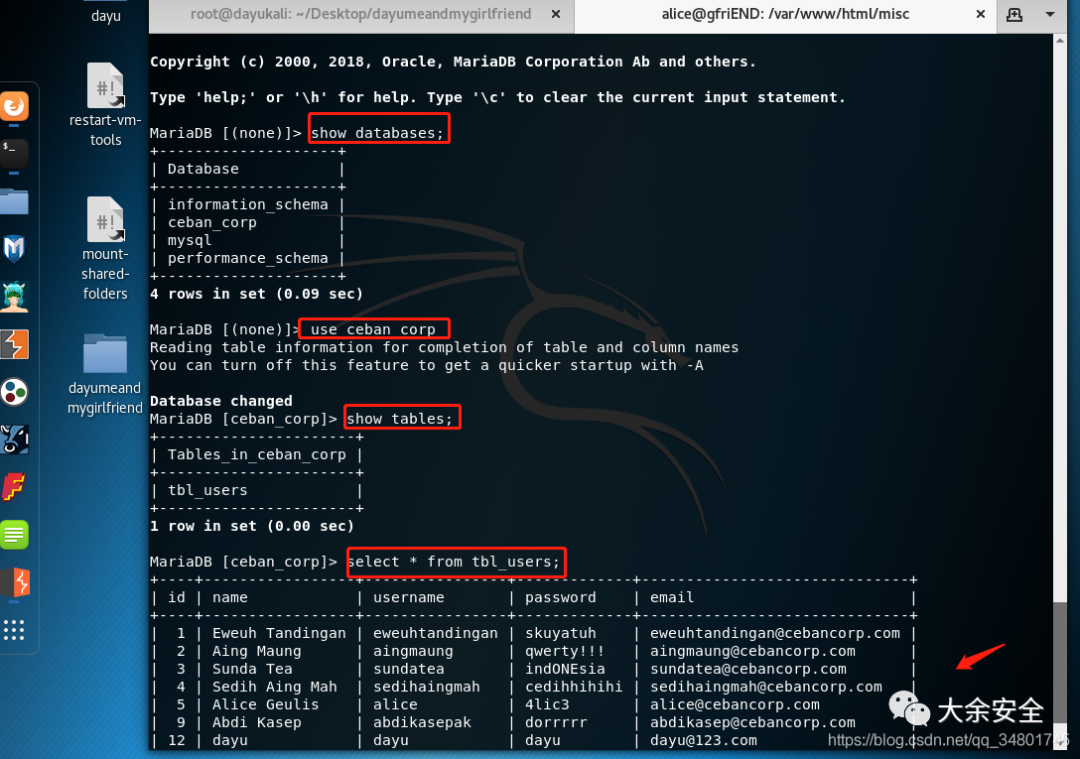 dayu
restart-vm-
tools
mount-
shared-
folders
dayumeand
mygirlfriend
root@dayukali: ~/Desktop/dayumeandmygirlfriend ×
alice@gfriEND: /var/www/html/misc ×
Copyright (c) 2000, 2018, Oracle, MariaDB Corporation Ab and others.
Type 'help;' or '\h' for help. Type '\c' to clear the current input statement.
MariaDB [(none)]> show databases;
+--------------------+
| Database           |
+--------------------+
| information_schema |
| ceban_corp         |
| mysql              |
| performance_schema |
+--------------------+
4 rows in set (0.09 sec)
MariaDB [(none)]> use ceban_corp
Reading table information for completion of table and column names
You can turn off this feature to get a quicker startup with -A
Database changed
MariaDB [ceban_corp]> show tables;
+----------------------+
| Tables_in_ceban_corp |
+----------------------+
| tbl_users            |
+----------------------+
1 row in set (0.00 sec)
MariaDB [ceban_corp]> select * from tbl_users;
+----+-----------------+---------------+-------------+------------------------------+
| id | name            | username      | password    | email                        |
+----+-----------------+---------------+-------------+------------------------------+
|  1 | Eweuh Tandingan | eweuhtandingan | skuyatuh    | eweuhtandingan@cebancorp.com |
|  2 | Aing Maung      | aingmaung      | qwerty!!!   | aingmaung@cebancorp.com      |
|  3 | Sunda Tea       | sundatea       | indONEsia   | sundatea@cebancorp.com       |
|  4 | Sedih Aing Mah  | sedihaingmah   | cedihhihihi | sedihaingmah@cebancorp.com   |
|  5 | Alice Geulis    | alice          | 4lic3       | alice@cebancorp.com          |
|  9 | Abdi Kasep      | abdikasepak    | dorrrrr     | abdikasep@cebancorp.com      |
| 12 | dayu            | dayu           | dayu        | dayu@123.com                 |
大余安全
https://blog.csdn.net/qq_34801745